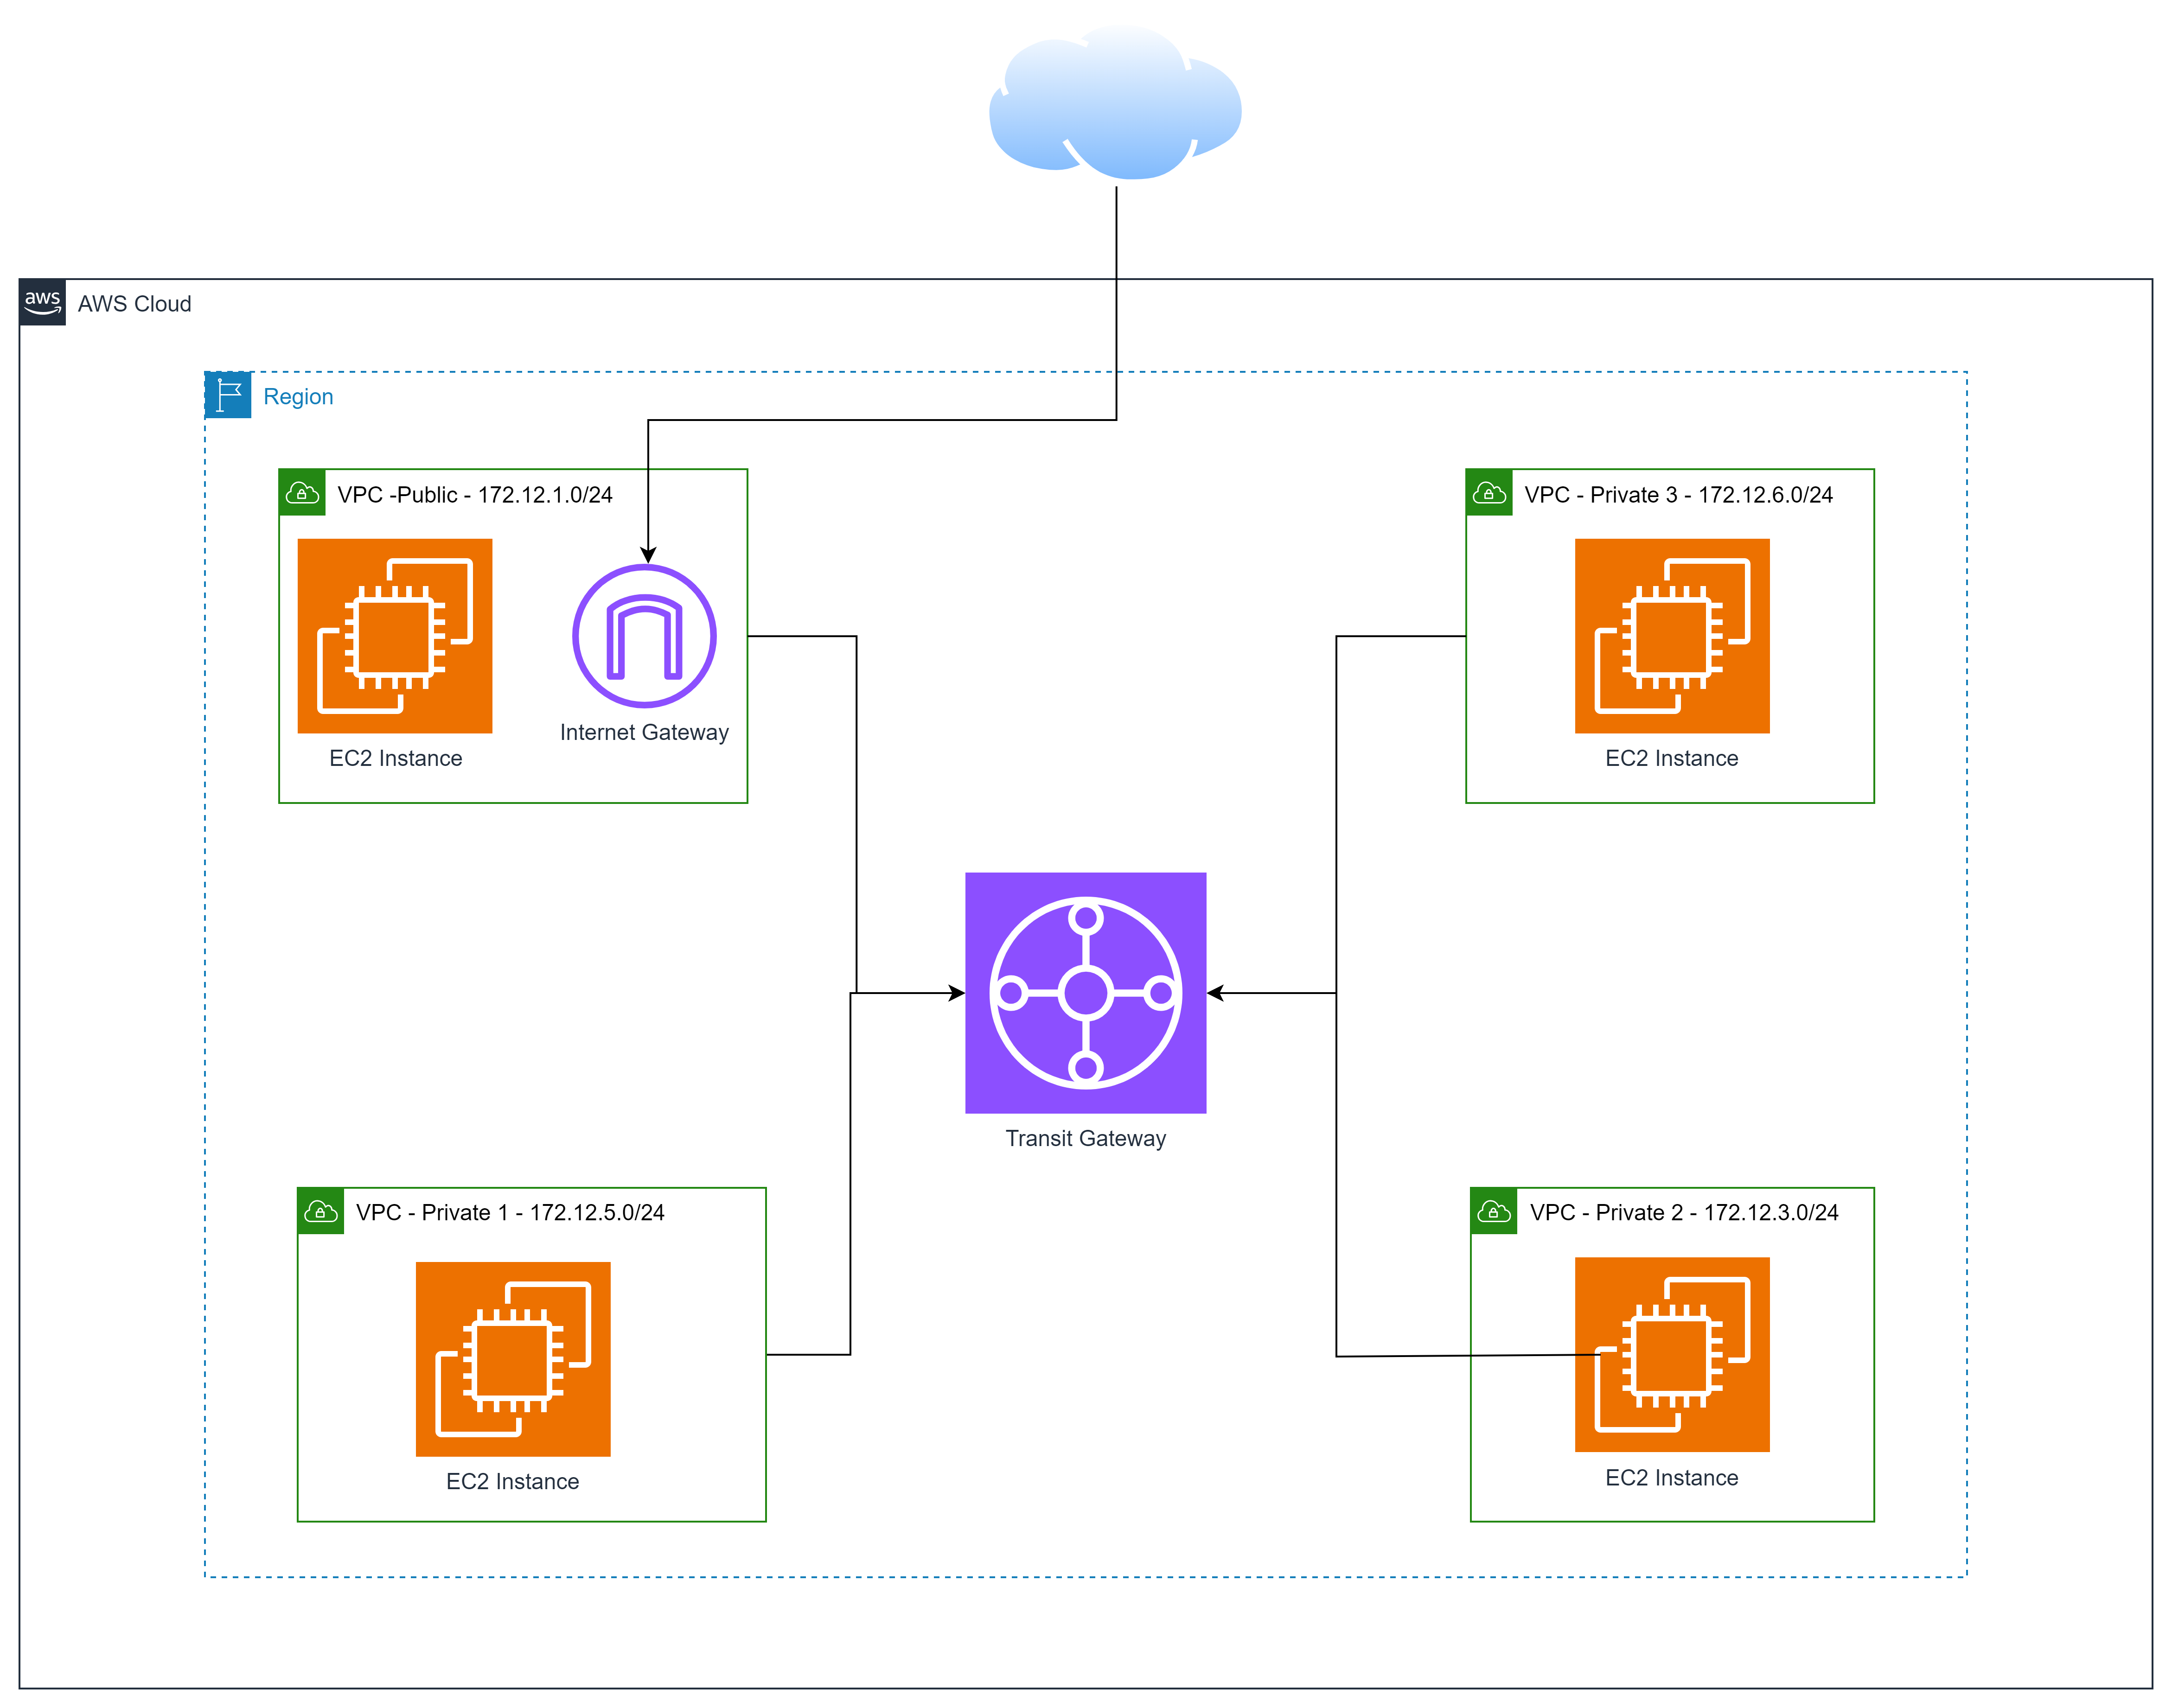 aws
AWS Cloud
Region
VPC -Public - 172.12.1.0/24
EC2 Instance
Internet Gateway
VPC - Private 3 - 172.12.6.0/24
EC2 Instance
Transit Gateway
VPC - Private 1 - 172.12.5.0/24
EC2 Instance
VPC - Private 2 - 172.12.3.0/24
EC2 Instance